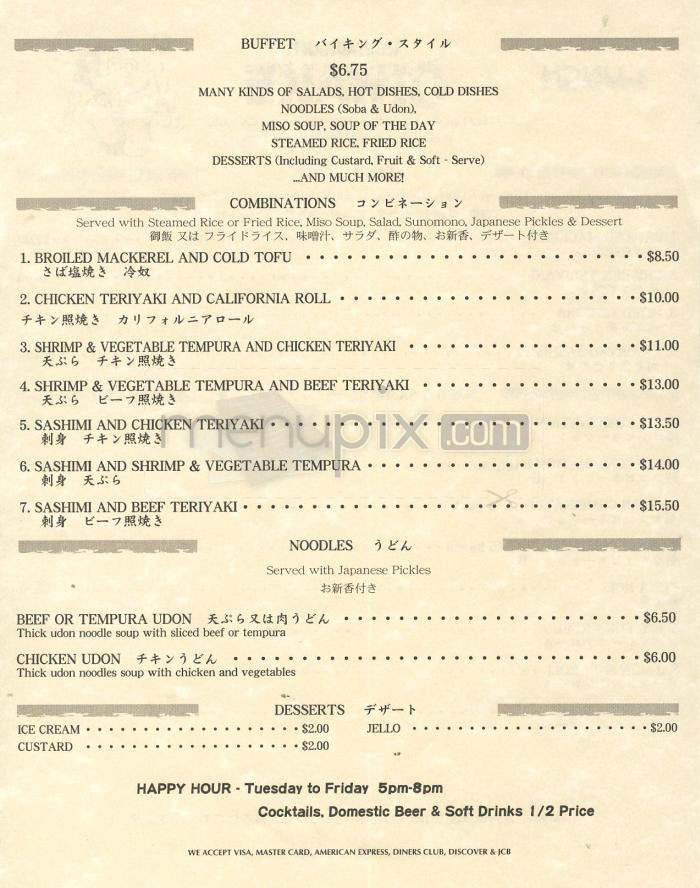 BUFFET バイキング・スタイル
$6.75
MANY KINDS OF SALADS, HOT DISHES, COLD DISHES
NOODLES (Soba & Udon),
MISO SOUP, SOUP OF THE DAY
STEAMED RICE, FRIED RICE
DESSERTS (Including Custard, Fruit & Soft - Serve)
...AND MUCH MORE!
COMBINATIONS コンビネーション
Served with Steamed Rice or Fried Rice, Miso Soup, Salad, Sunomono, Japanese Pickles & Dessert
御飯 又は フライドライス、味噌汁、サラダ、酢の物、お新香、デザート付き
1. BROILED MACKEREL AND COLD TOFU $8.50
さば塩焼き 冷奴
2. CHICKEN TERIYAKI AND CALIFORNIA ROLL $10.00
チキン照焼き カリフォルニアロール
3. SHRIMP & VEGETABLE TEMPURA AND CHICKEN TERIYAKI $11.00
天ぷら チキン照焼き
4. SHRIMP & VEGETABLE TEMPURA AND BEEF TERIYAKI $13.00
天ぷら ビーフ照焼き
5. SASHIMI AND CHICKEN TERIYAKI $13.50
刺身 チキン照焼き
menupix.com
6. SASHIMI AND SHRIMP & VEGETABLE TEMPURA $14.00
刺身 天ぷら
7. SASHIMI AND BEEF TERIYAKI $15.50
刺身 ビーフ照焼き
NOODLES うどん
Served with Japanese Pickles
お新香付き
BEEF OR TEMPURA UDON 天ぷら又は肉うどん $6.50
Thick udon noodle soup with sliced beef or tempura
CHICKEN UDON チキンうどん $6.00
Thick udon noodles soup with chicken and vegetables
DESSERTS デザート
ICE CREAM $2.00 JELLO $2.00
CUSTARD $2.00
HAPPY HOUR - Tuesday to Friday 5pm-8pm
Cocktails, Domestic Beer & Soft Drinks 1/2 Price
WE ACCEPT VISA, MASTER CARD, AMERICAN EXPRESS, DINERS CLUB, DISCOVER & JCB